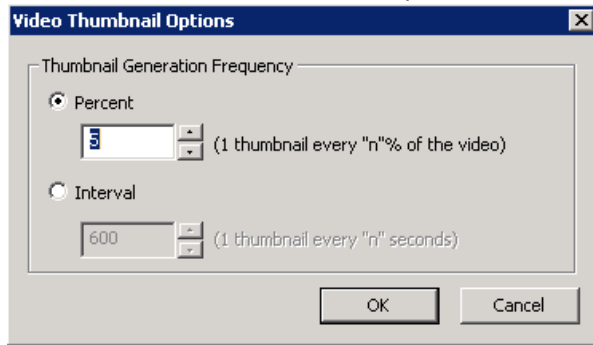 Video Thumbnail Options
Thumbnail Generation Frequency
Percent
5 (1 thumbnail every "n"% of the video)
Interval
600 (1 thumbnail every "n" seconds)
OK Cancel